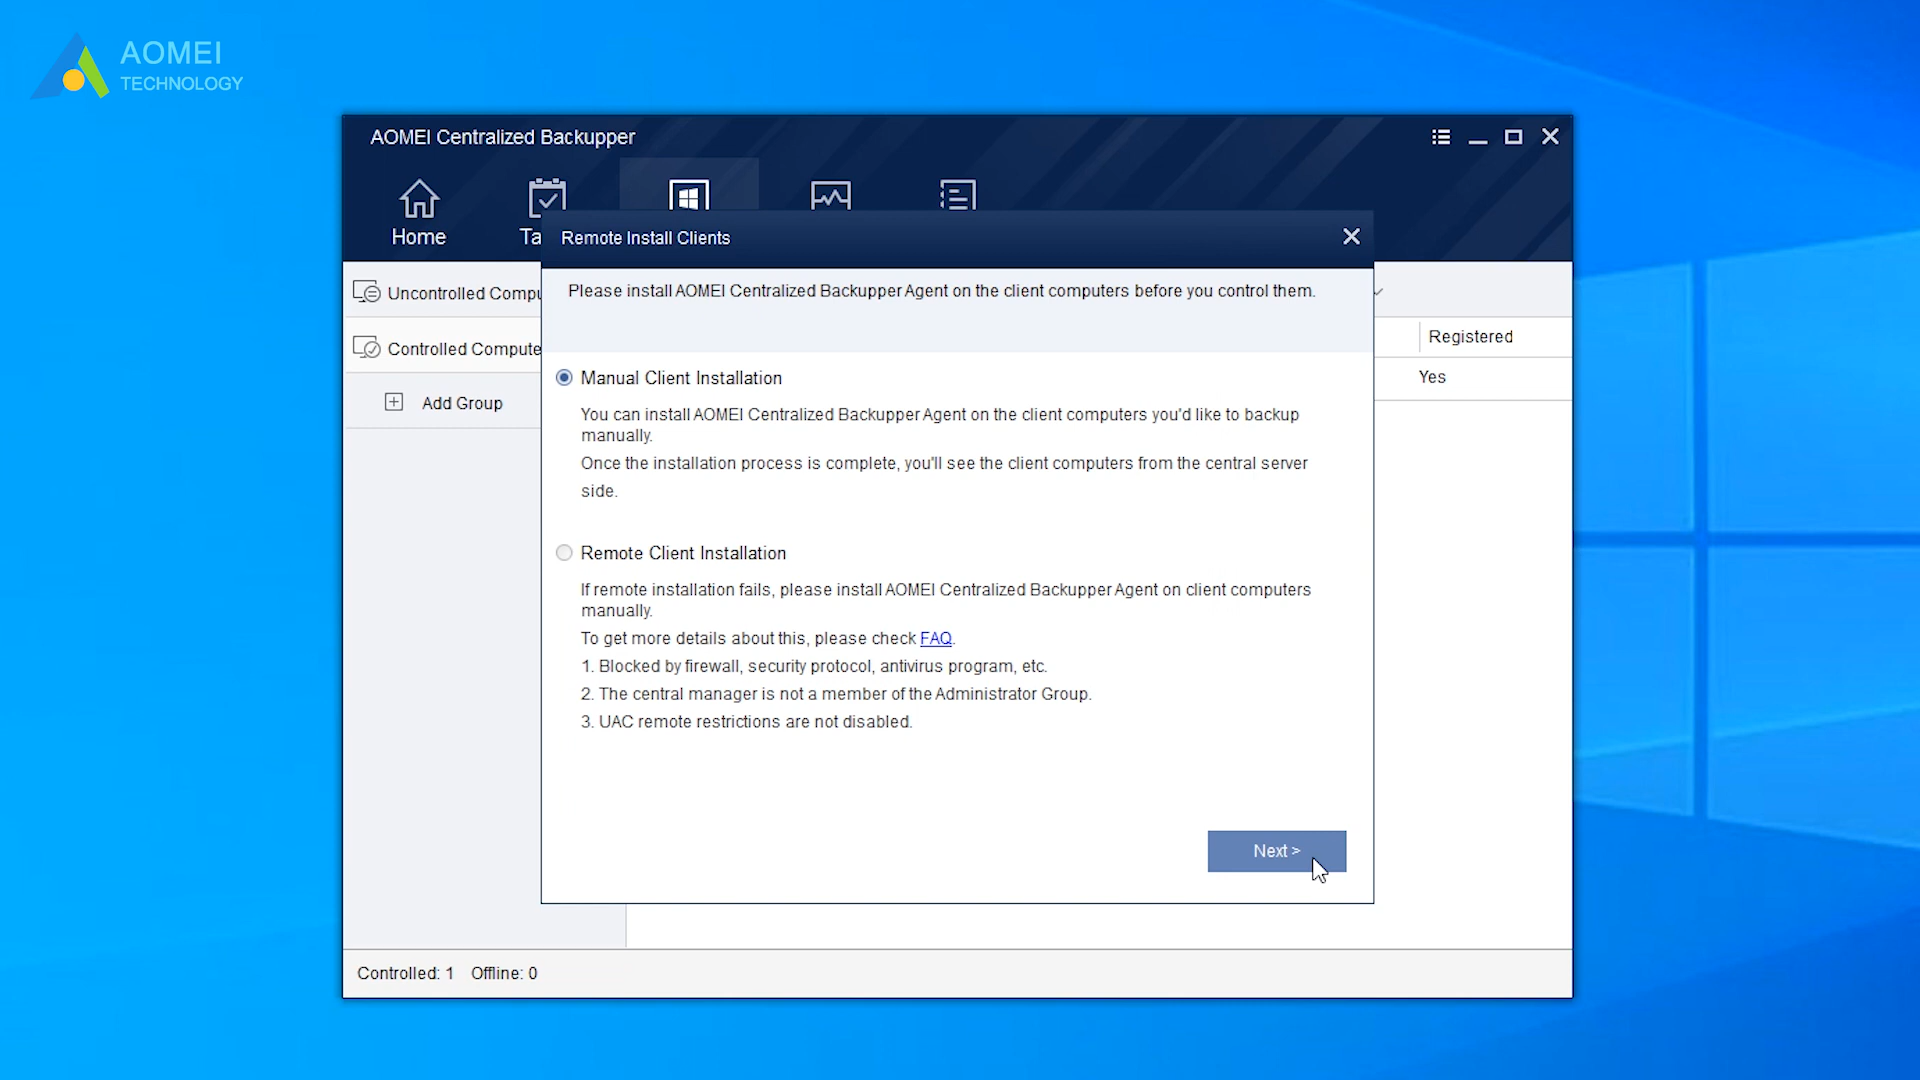 AOMEI
TECHNOLOGY
AOMEI Centralized Backupper
Home
Ta
Remote Install Clients
Uncontrolled Compu
Please install AOMEI Centralized Backupper Agent on the client computers before you control them.
Registered
Controlled Compute
Yes
Manual Client Installation
Add Group
You can install AOMEI Centralized Backupper Agent on the client computers you'd like to backup
manually.
Once the installation process is complete, you'll see the client computers from the central server
side.
Remote Client Installation
If remote installation fails, please install AOMEI Centralized Backupper Agent on client computers
manually.
To get more details about this, please check FAQ.
1. Blocked by firewall, security protocol, antivirus program, etc.
2. The central manager is not a member of the Administrator Group.
3. UAC remote restrictions are not disabled.
Next >
Controlled: 1 Offline: 0